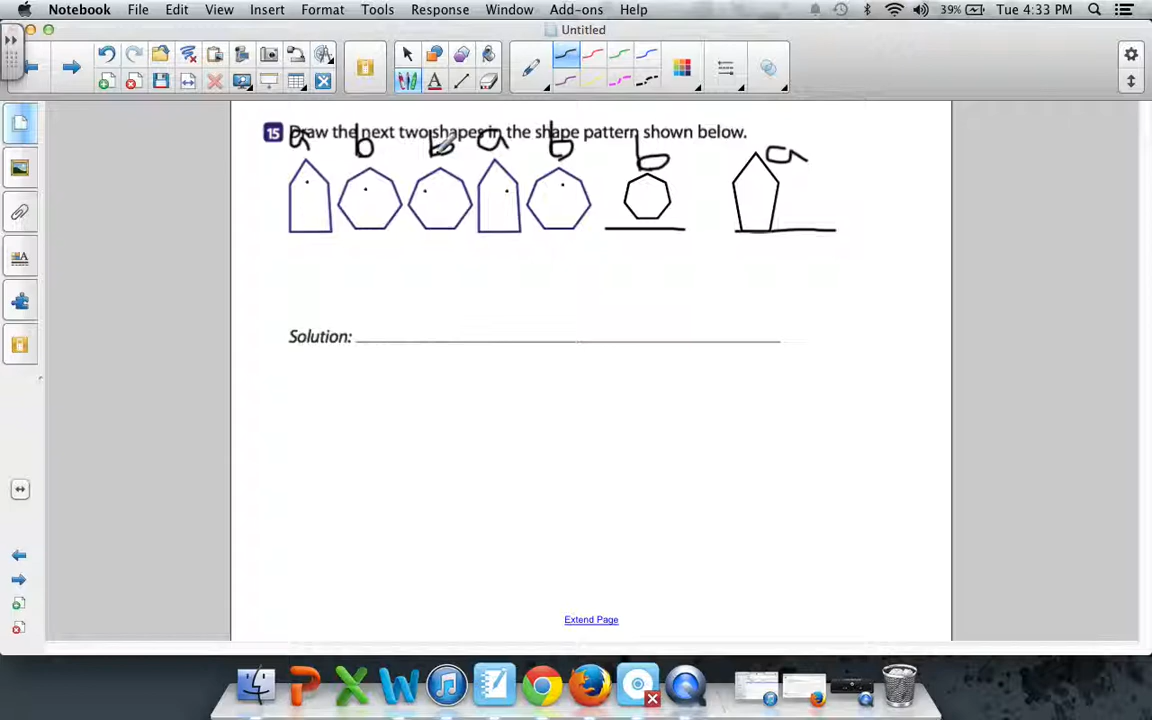 Notebook File Edit View Insert Format Tools Response Window Add-ons Help 39% Tue 4:33 PM
Untitled
15 Draw the next two shapes in the shape pattern shown below.
a b b a b b a
Solution:
Extend Page